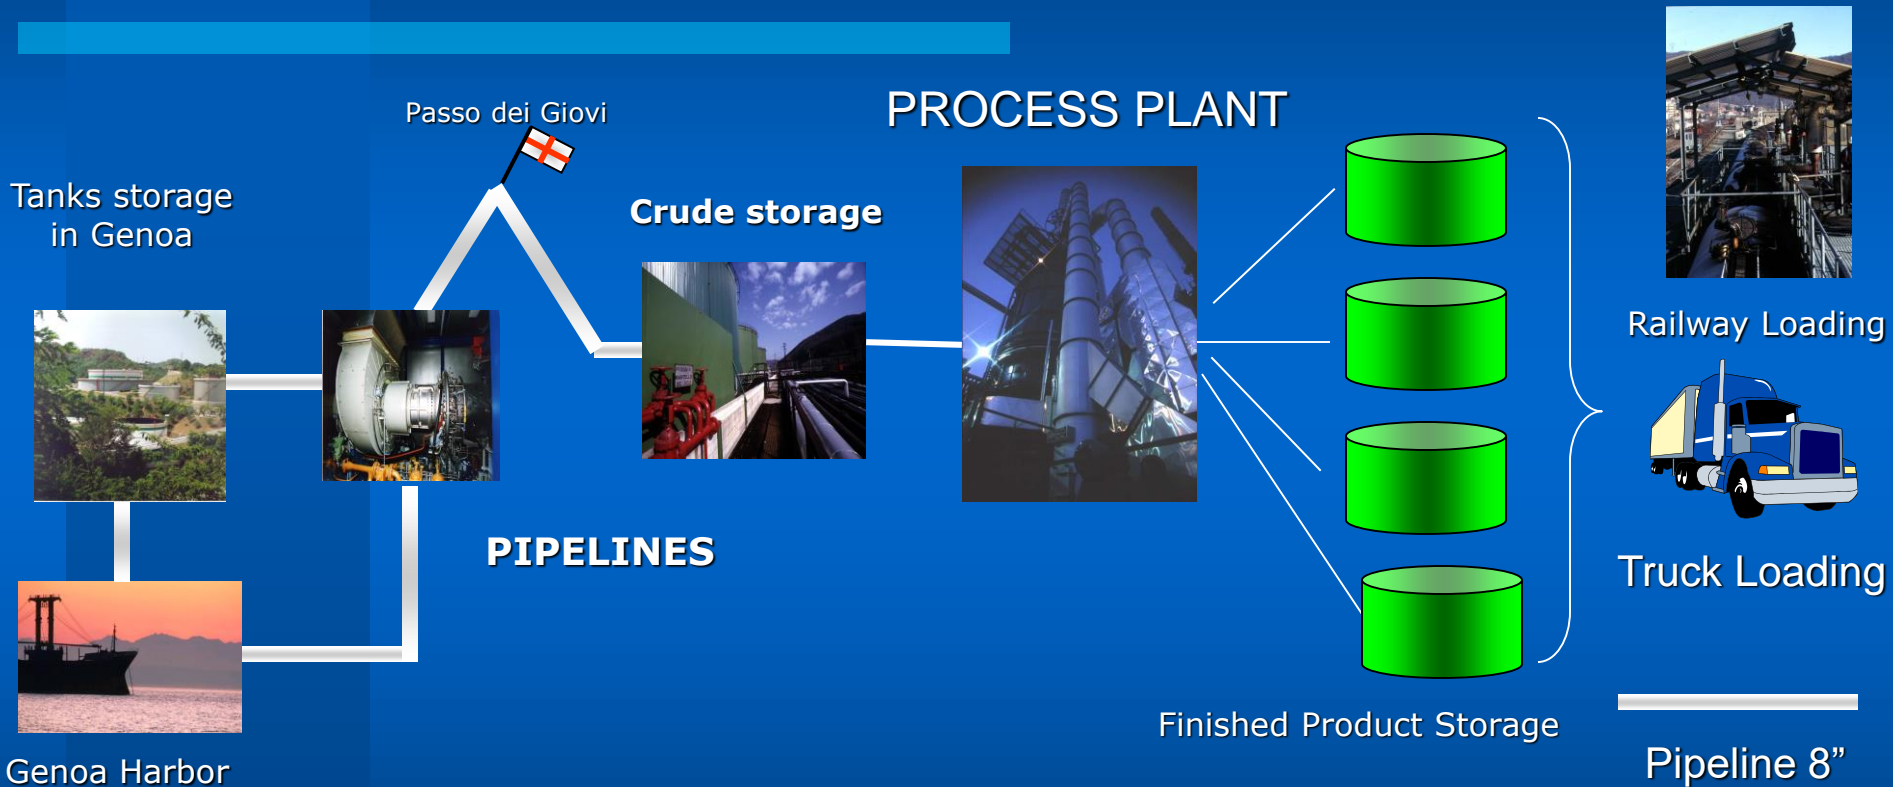 Passo dei Giovi
PROCESS PLANT
Tanks storage
in Genoa
Crude storage
Railway Loading
PIPELINES
Truck Loading
Finished Product Storage
Genoa Harbor
Pipeline 8”